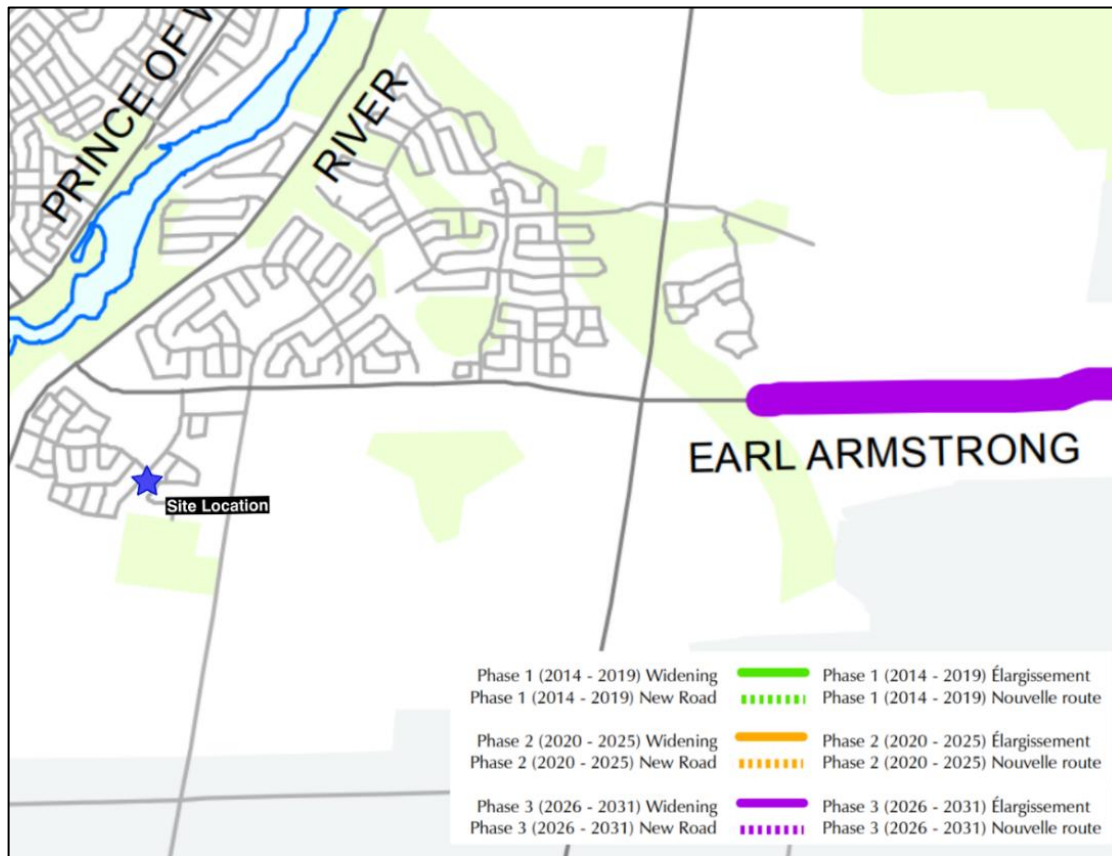 PRINCE OF W
RIVER
EARL ARMSTRONG
Site Location
Phase 1 (2014 - 2019) Widening Phase 1 (2014 - 2019) Élargissement
Phase 1 (2014 - 2019) New Road Phase 1 (2014 - 2019) Nouvelle route
Phase 2 (2020 - 2025) Widening Phase 2 (2020 - 2025) Élargissement
Phase 2 (2020 - 2025) New Road Phase 2 (2020 - 2025) Nouvelle route
Phase 3 (2026 - 2031) Widening Phase 3 (2026 - 2031) Élargissement
Phase 3 (2026 - 2031) New Road Phase 3 (2026 - 2031) Nouvelle route